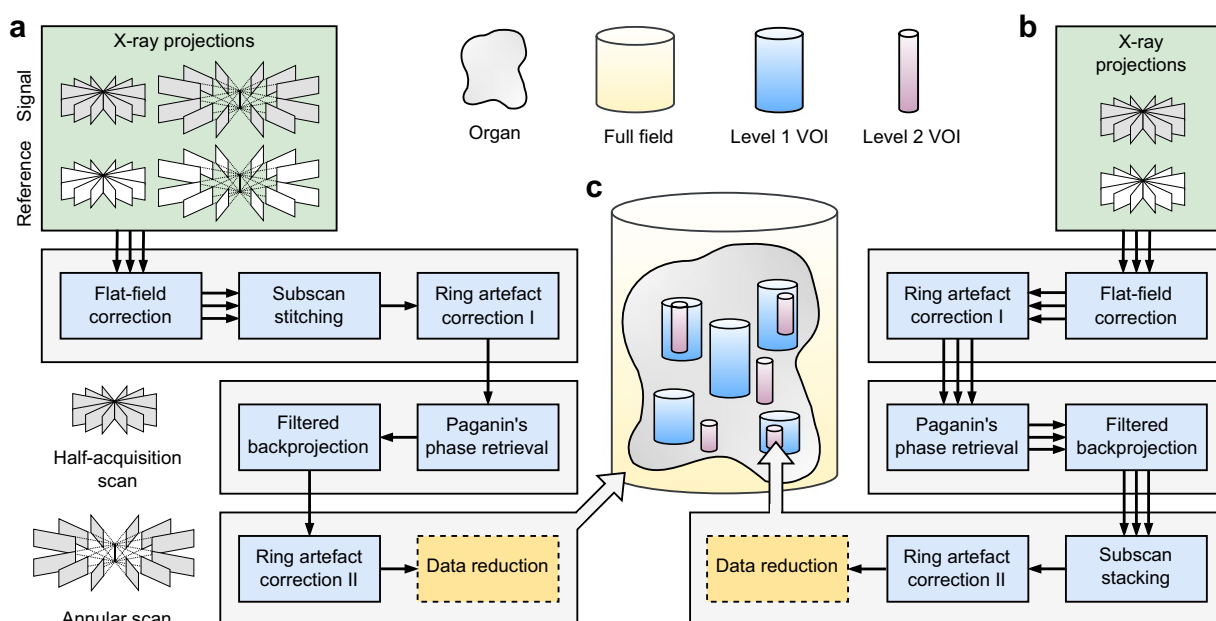 a
X-ray projections
Signal
Reference
Flat-field
correction
Subscan
stitching
Ring artefact
correction I
Filtered
backprojection
Paganin's
phase retrieval
Ring artefact
correction II
Data reduction
Half-acquisition
scan
Annular scan
Organ
Full field
Level 1 VOI
Level 2 VOI
c
b
X-ray
projections
Ring artefact
correction I
Flat-field
correction
Paganin's
phase retrieval
Filtered
backprojection
Data reduction
Ring artefact
correction II
Subscan
stacking